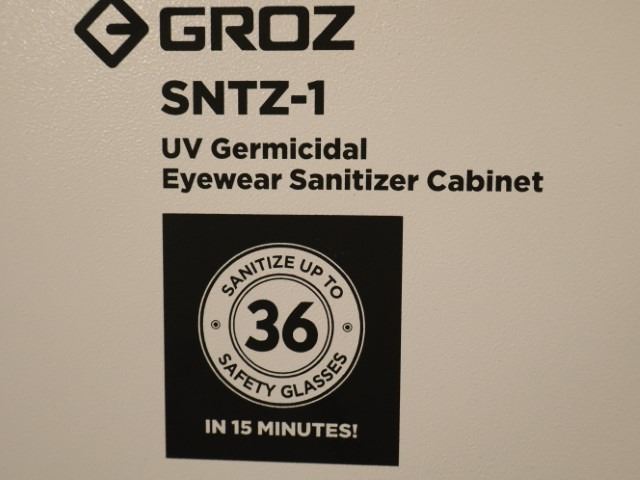 GROZ
SNTZ-1
UV Germicidal
Eyewear Sanitizer Cabinet
SANITIZE UP TO
36
SAFETY GLASSES
IN 15 MINUTES!